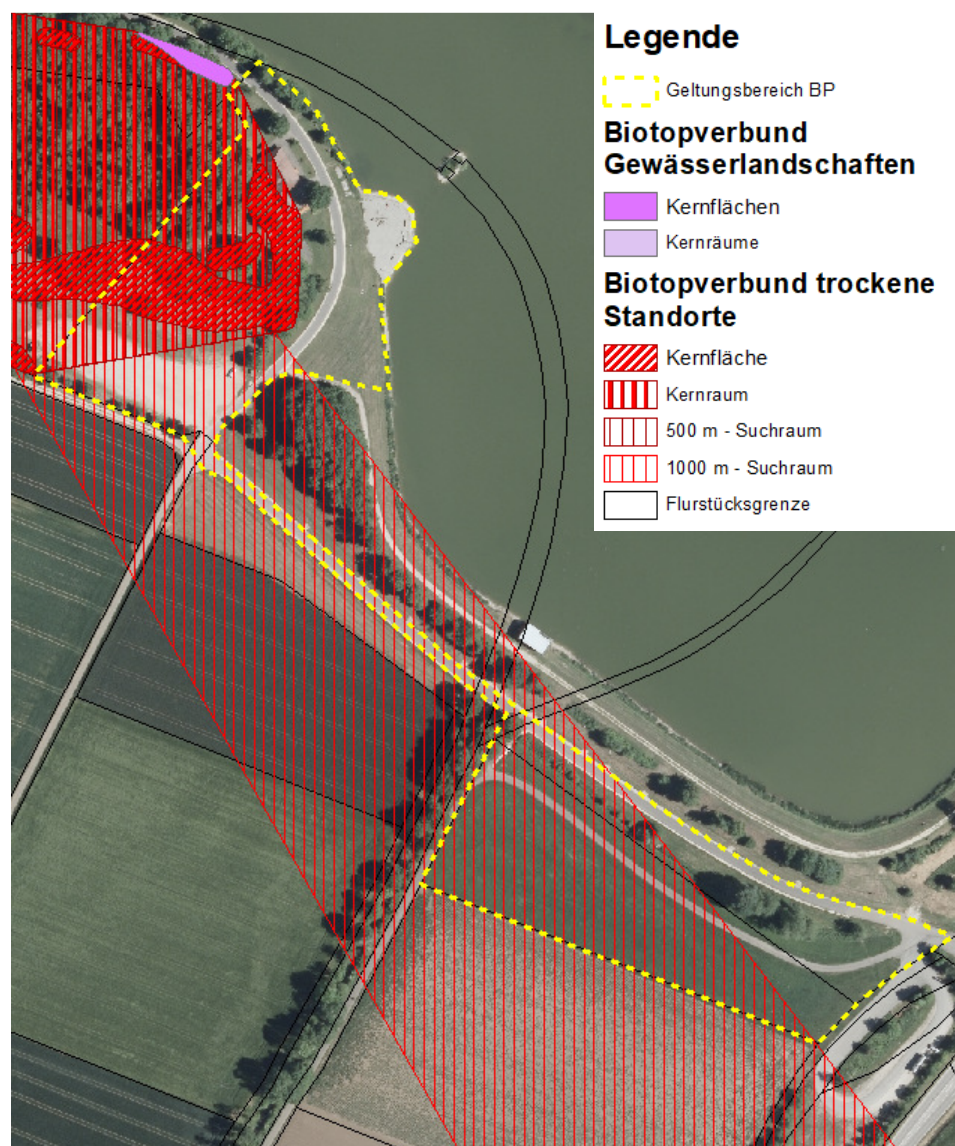 Legende
Geltungsbereich BP
Biotopverbund
Gewässerlandschaften
Kernflächen
Kernräume
Biotopverbund trockene
Standorte
Kernfläche
Kernraum
500 m - Suchraum
1000 m - Suchraum
Flurstücksgrenze